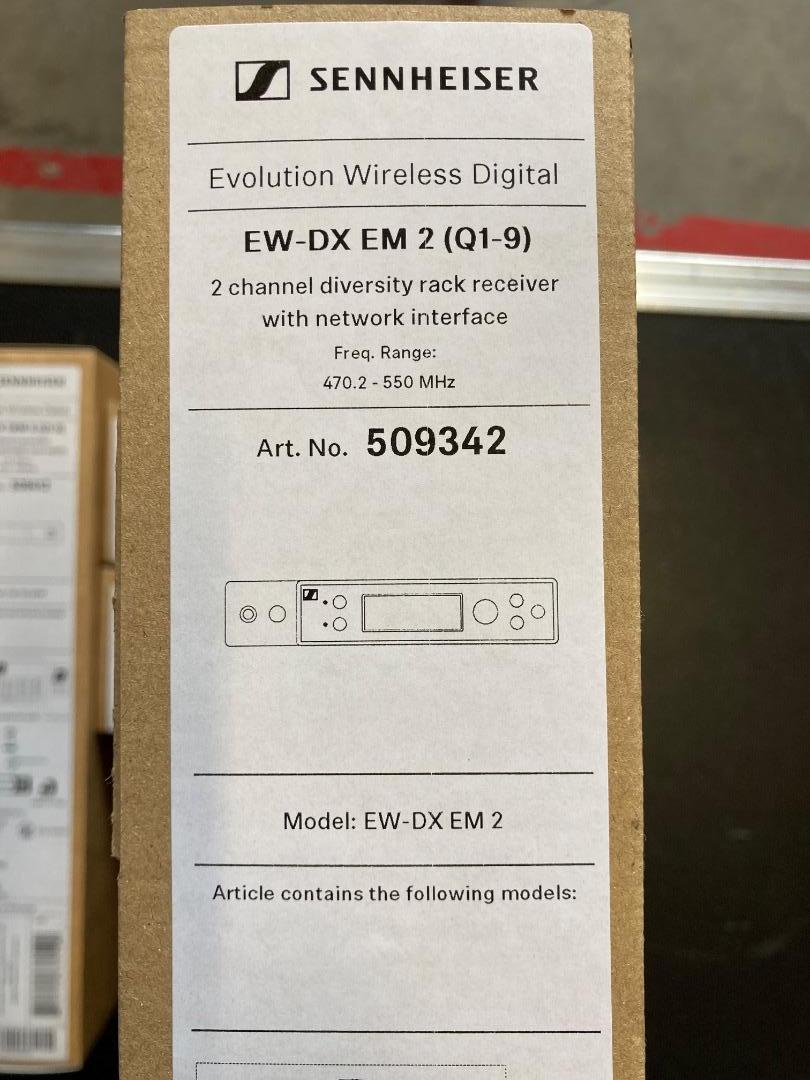 SENNHEISER
Evolution Wireless Digital
EW-DX EM 2 (Q1-9)
2 channel diversity rack receiver
with network interface
Freq. Range:
470.2 - 550 MHz
Art. No. 509342
Model: EW-DX EM 2
Article contains the following models: